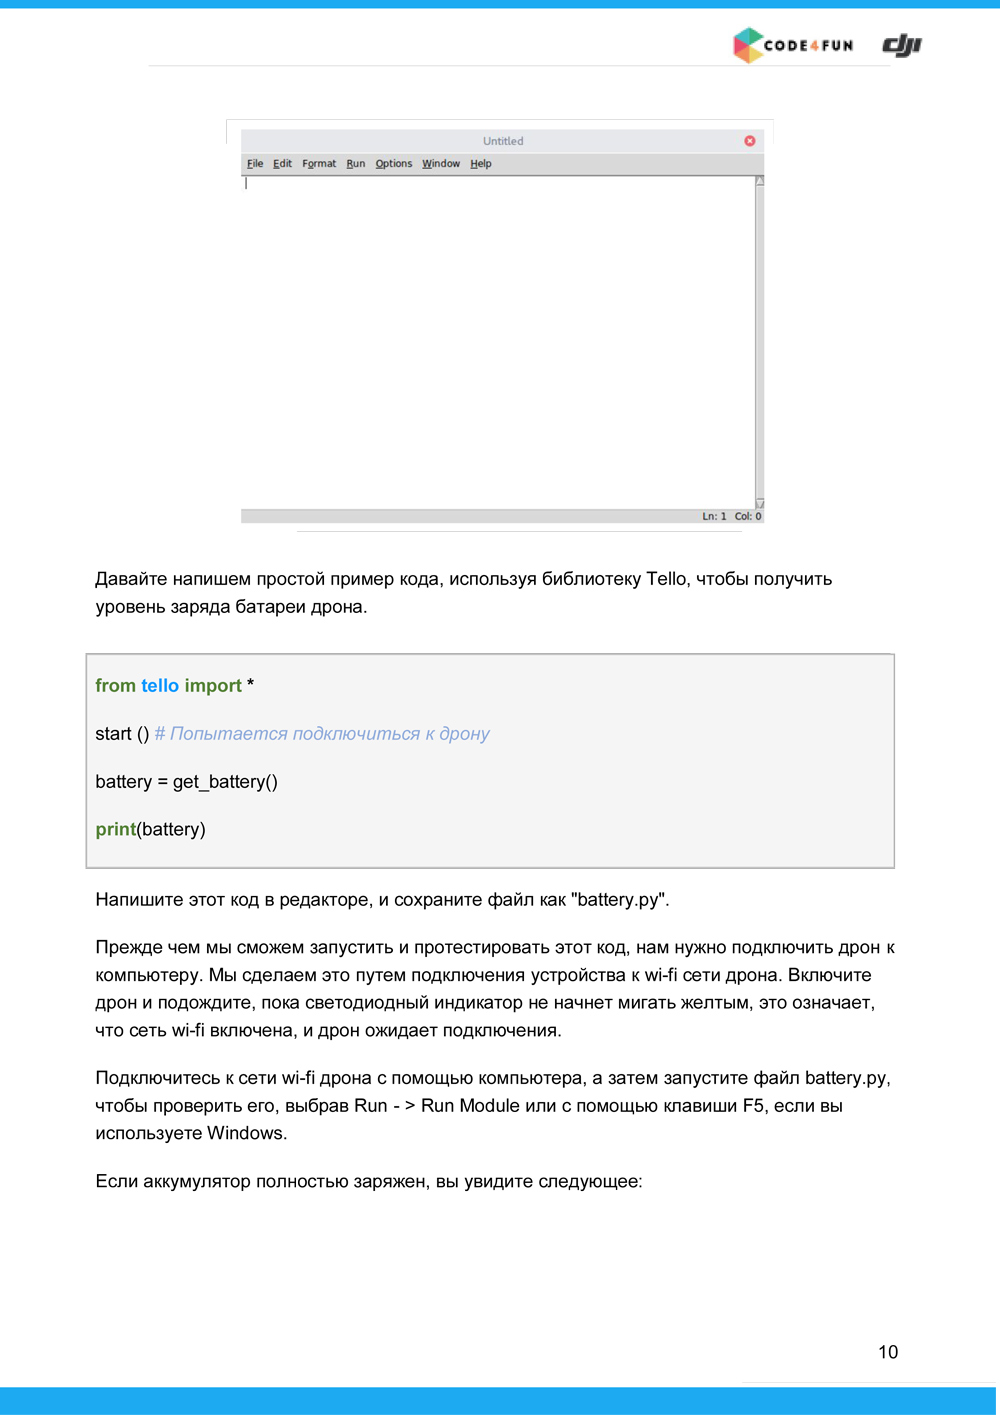 CODE4FUN dji
Untitled
File Edit Format Run Options Window Help
Ln: 1 Col: 0
Давайте напишем простой пример кода, используя библиотеку Tello, чтобы получить
уровень заряда батареи дрона.
from tello import *
start () # Попытается подключиться к дрону
battery = get_battery()
print(battery)
Напишите этот код в редакторе, и сохраните файл как "battery.py".
Прежде чем мы сможем запустить и протестировать этот код, нам нужно подключить дрон к
компьютеру. Мы сделаем это путем подключения устройства к wi-fi сети дрона. Включите
дрон и подождите, пока светодиодный индикатор не начнет мигать желтым, это означает,
что сеть wi-fi включена, и дрон ожидает подключения.
Подключитесь к сети wi-fi дрона с помощью компьютера, а затем запустите файл battery.py,
чтобы проверить его, выбрав Run - > Run Module или с помощью клавиши F5, если вы
используете Windows.
Если аккумулятор полностью заряжен, вы увидите следующее:
10